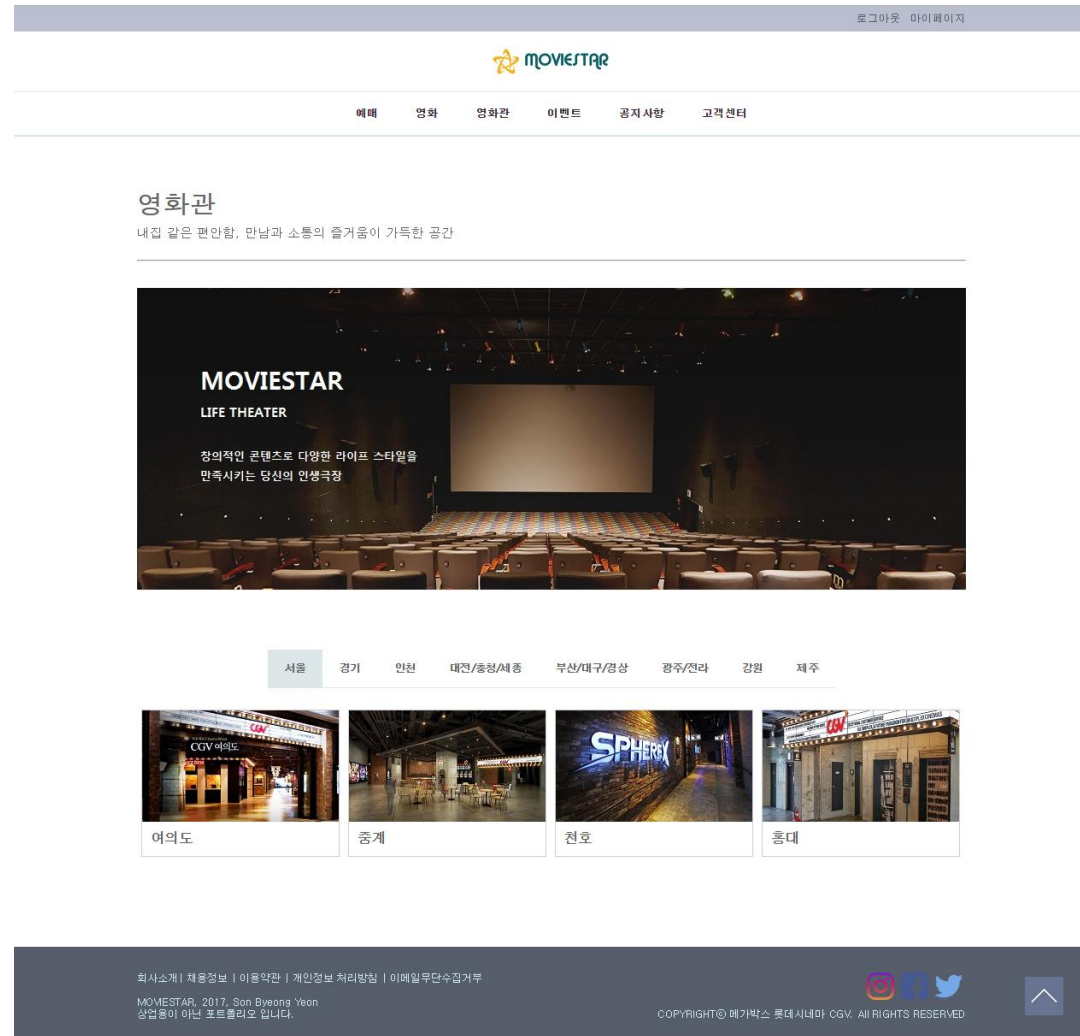 로그아웃 마이페이지
MOVIESTAR
예매 영화 영화관 이벤트 공지사항 고객센터
영화관
내집 같은 편안함, 만남과 소통의 즐거움이 가득한 공간
MOVIESTAR
LIFE THEATER
창의적인 콘텐츠로 다양한 라이프 스타일을
만족시키는 당신의 인생극장
서울 경기 인천 대전/충청/세종 부산/대구/경상 광주/전라 강원 제주
CGV
CGV 여의도
SPHEREX
CGV
여의도 중계 천호 홍대
회사소개 | 채용정보 | 이용약관 | 개인정보 처리방침 | 이메일무단수집거부
MOVIESTAR, 2017, Son Byeong Yeon
상업용이 아닌 포트폴리오 입니다.
COPYRIGHTⓒ 메가박스 롯데시네마 CGV. All RIGHTS RESERVED